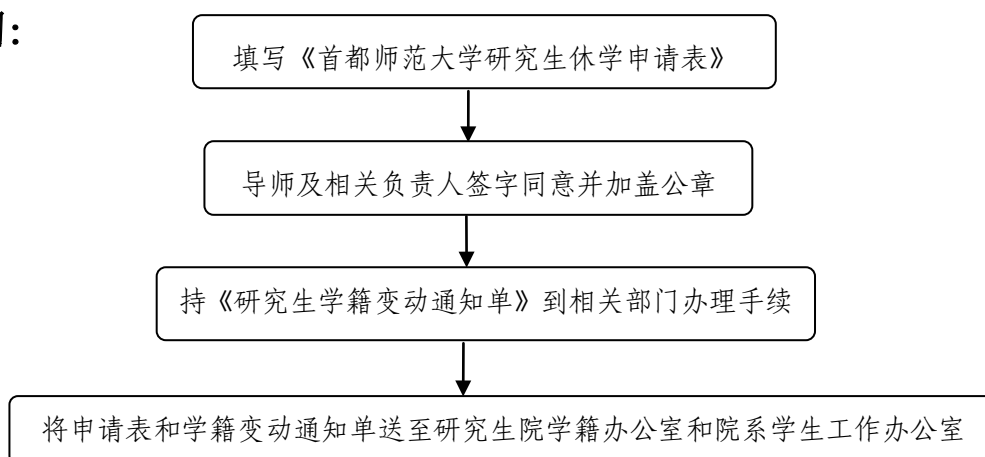 填写《首都师范大学研究生休学申请表》
导师及相关负责人签字同意并加盖公章
持《研究生学籍变动通知单》到相关部门办理手续
将申请表和学籍变动通知单送至研究生院学籍办公室和院系学生工作办公室